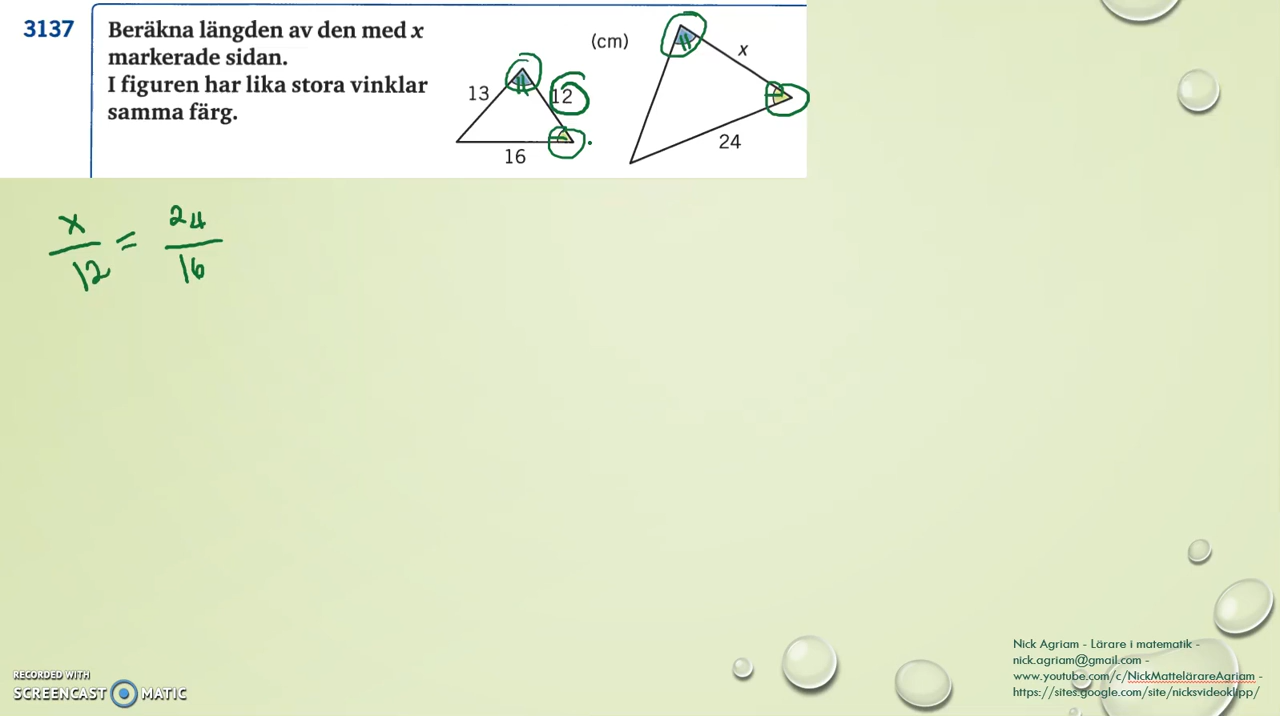 3137
Beräkna längden av den med x
markerade sidan.
I figuren har lika stora vinklar
samma färg.
(cm)
13
12
16
x
24
x/12 = 24/16
Nick Agriam - Lärare i matematik -
nick.agriam@gmail.com -
www.youtube.com/c/NickMattelärareAgriam -
https://sites.google.com/site/nicksvideoklipp/
RECORDED WITH
SCREENCAST MATIC